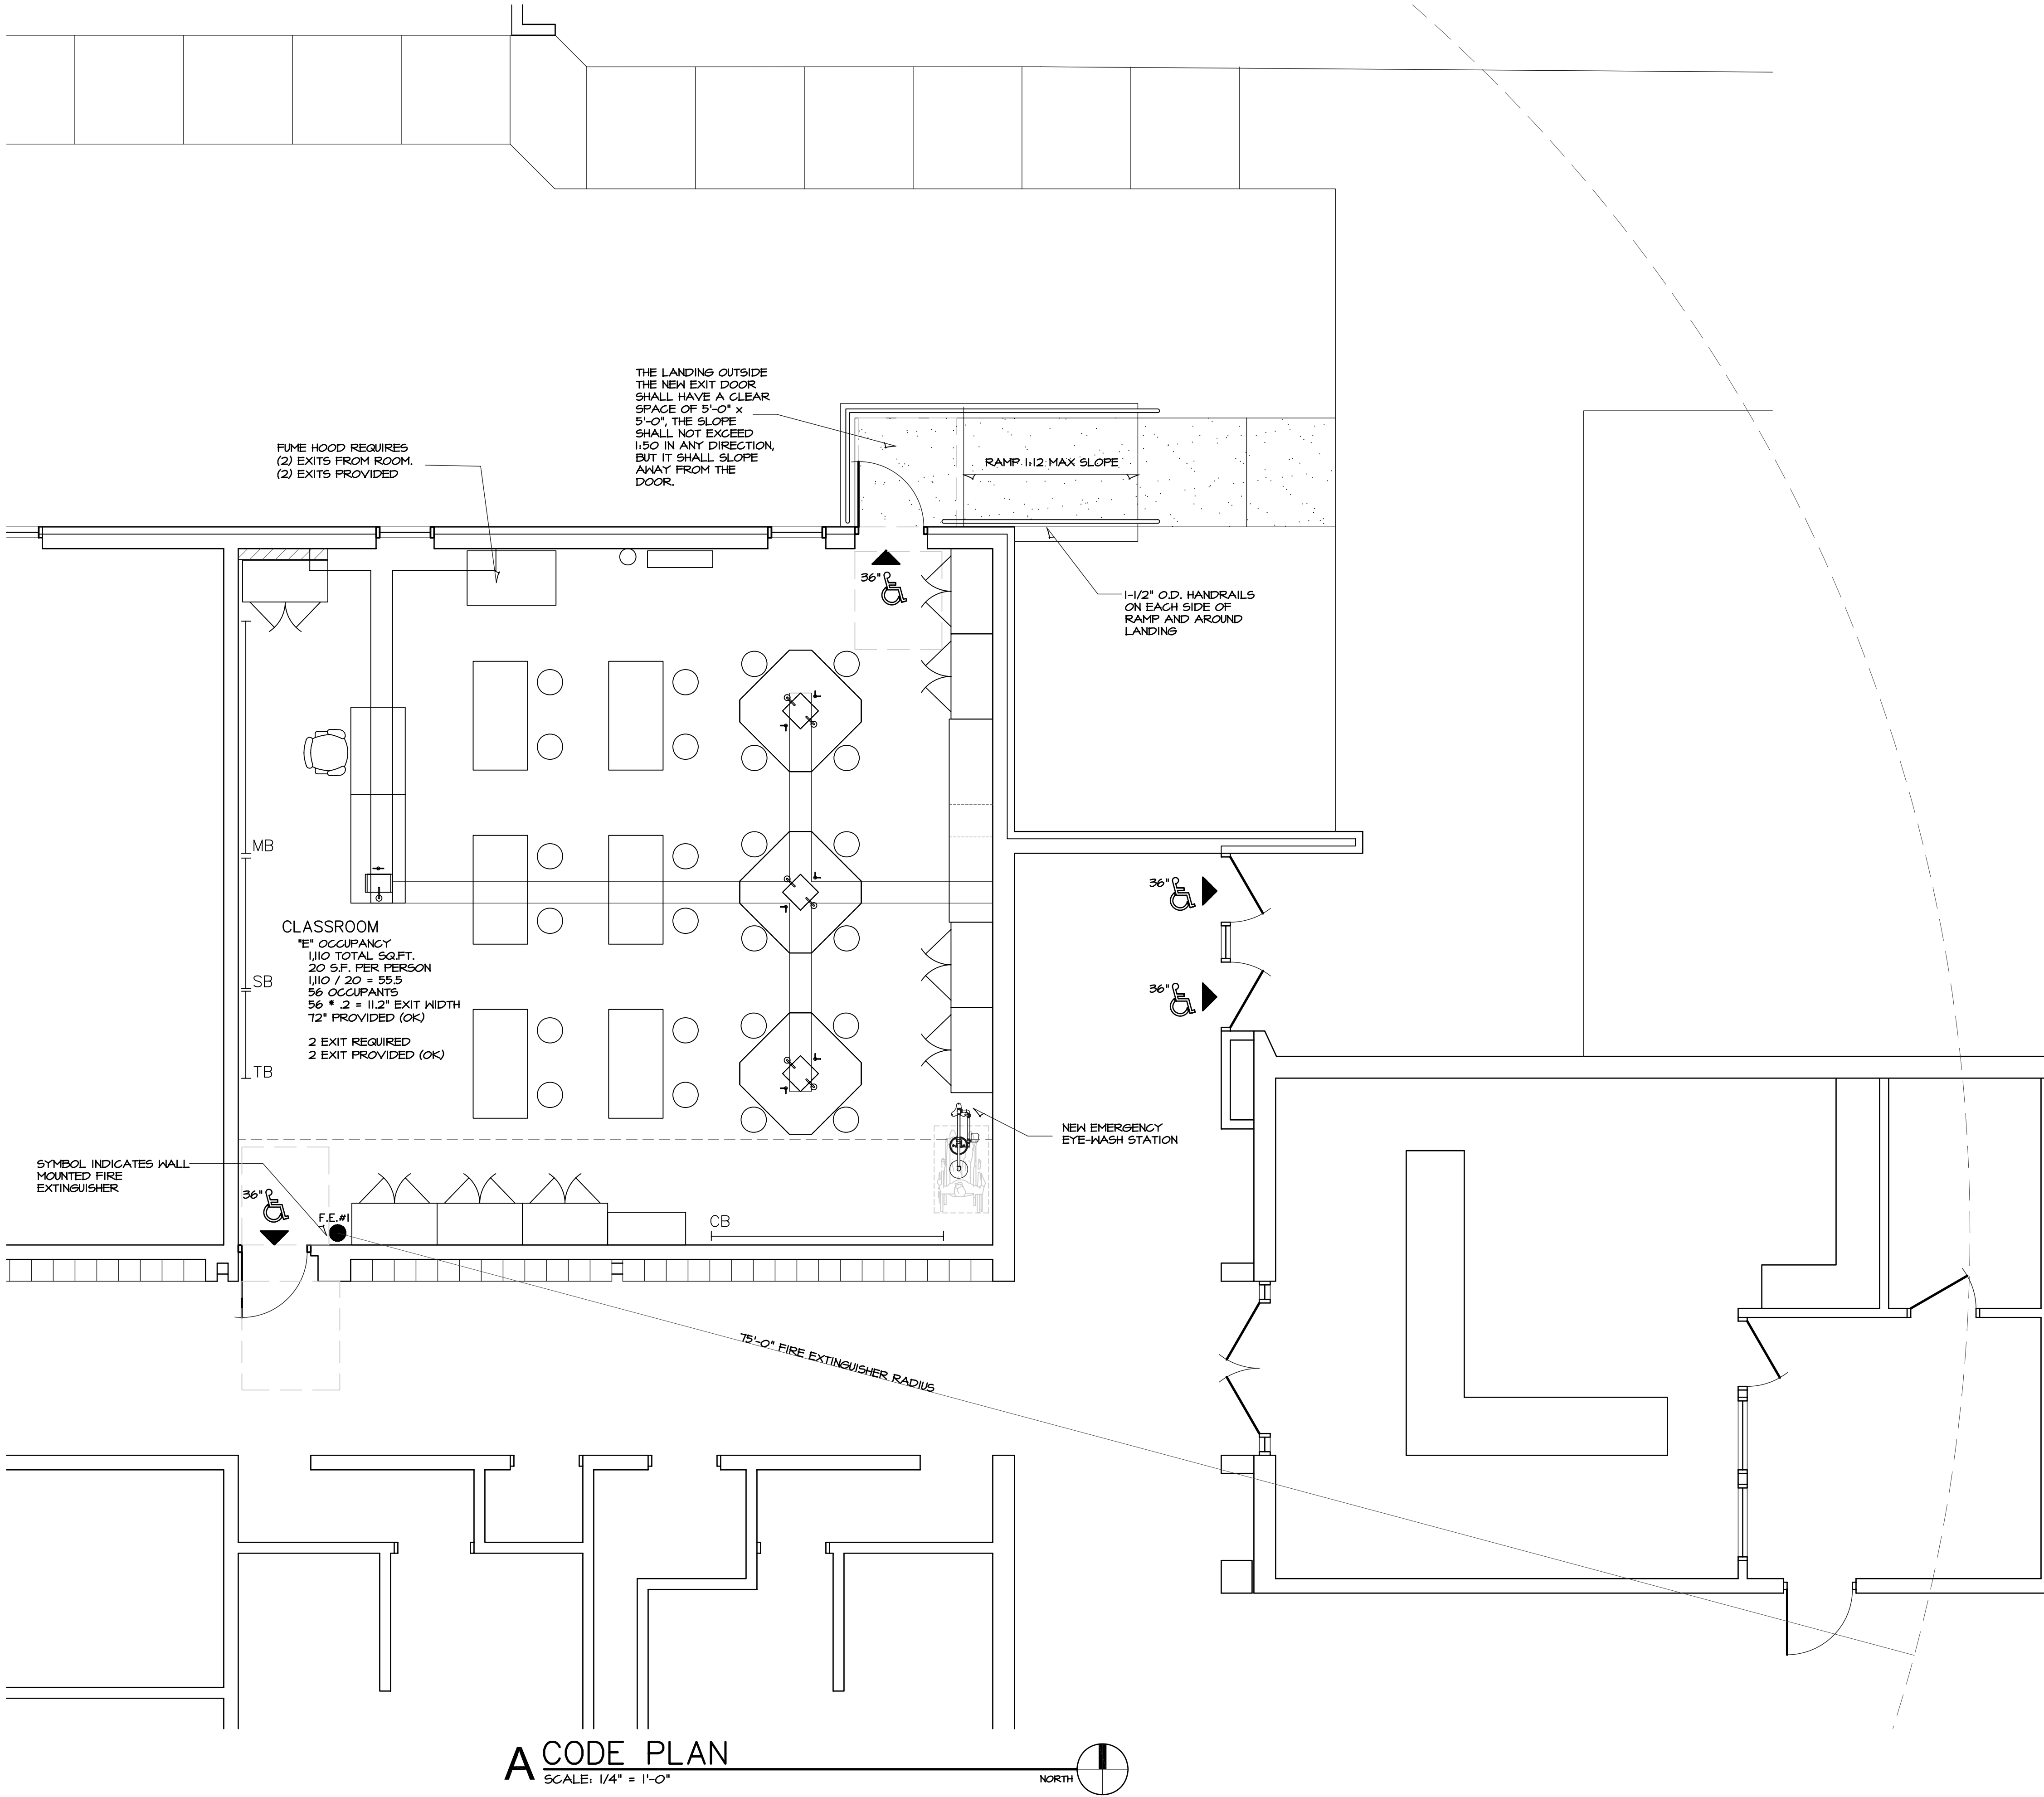 THE LANDING OUTSIDE
THE NEW EXIT DOOR
SHALL HAVE A CLEAR
SPACE OF 5'-0" x
5'-0", THE SLOPE
SHALL NOT EXCEED
1:50 IN ANY DIRECTION,
BUT IT SHALL SLOPE
AWAY FROM THE
DOOR.
FUME HOOD REQUIRES
(2) EXITS FROM ROOM.
(2) EXITS PROVIDED
RAMP 1:12 MAX SLOPE
36"
1-1/2" O.D. HANDRAILS
ON EACH SIDE OF
RAMP AND AROUND
LANDING
MB
36"
CLASSROOM
"E" OCCUPANCY
1,110 TOTAL SQ.FT.
20 S.F. PER PERSON
1,110 / 20 = 55.5
56 OCCUPANTS
56 * .2 = 11.2" EXIT WIDTH
72" PROVIDED (OK)
2 EXIT REQUIRED
2 EXIT PROVIDED (OK)
SB
36"
TB
NEW EMERGENCY
EYE-WASH STATION
SYMBOL INDICATES WALL
MOUNTED FIRE
EXTINGUISHER
36"
F.E.#1
CB
75'-0" FIRE EXTINGUISHER RADIUS
A CODE PLAN
SCALE: 1/4" = 1'-0"
NORTH